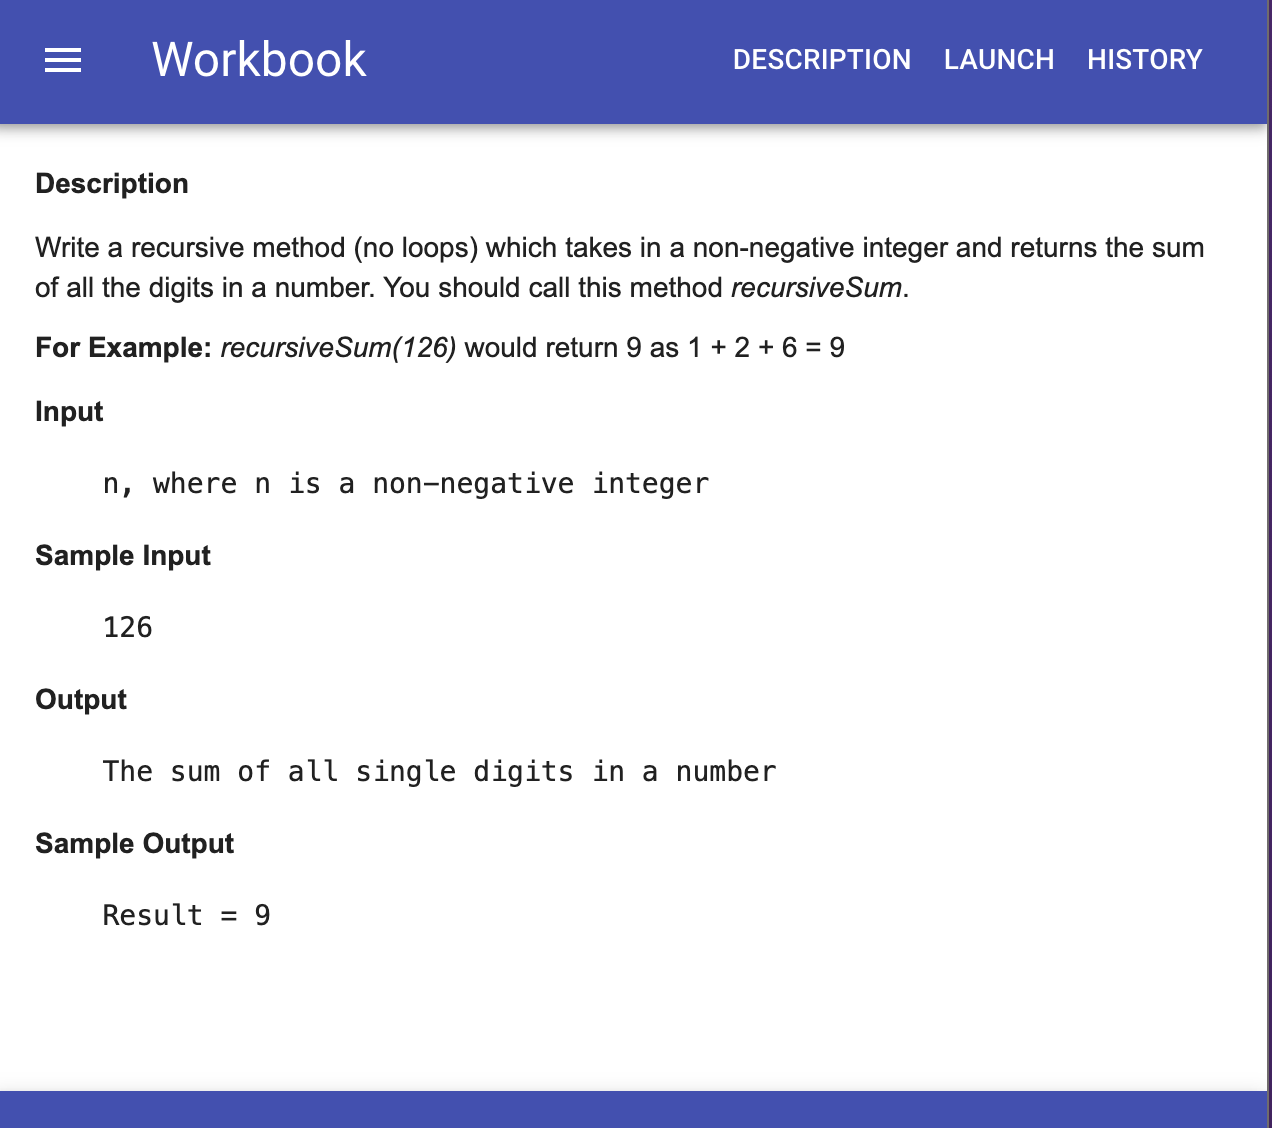 Workbook
DESCRIPTION LAUNCH HISTORY
Description
Write a recursive method (no loops) which takes in a non-negative integer and returns the sum
of all the digits in a number. You should call this method recursiveSum.
For Example: recursiveSum(126) would return 9 as 1 + 2 + 6 = 9
Input
n, where n is a non-negative integer
Sample Input
126
Output
The sum of all single digits in a number
Sample Output
Result = 9